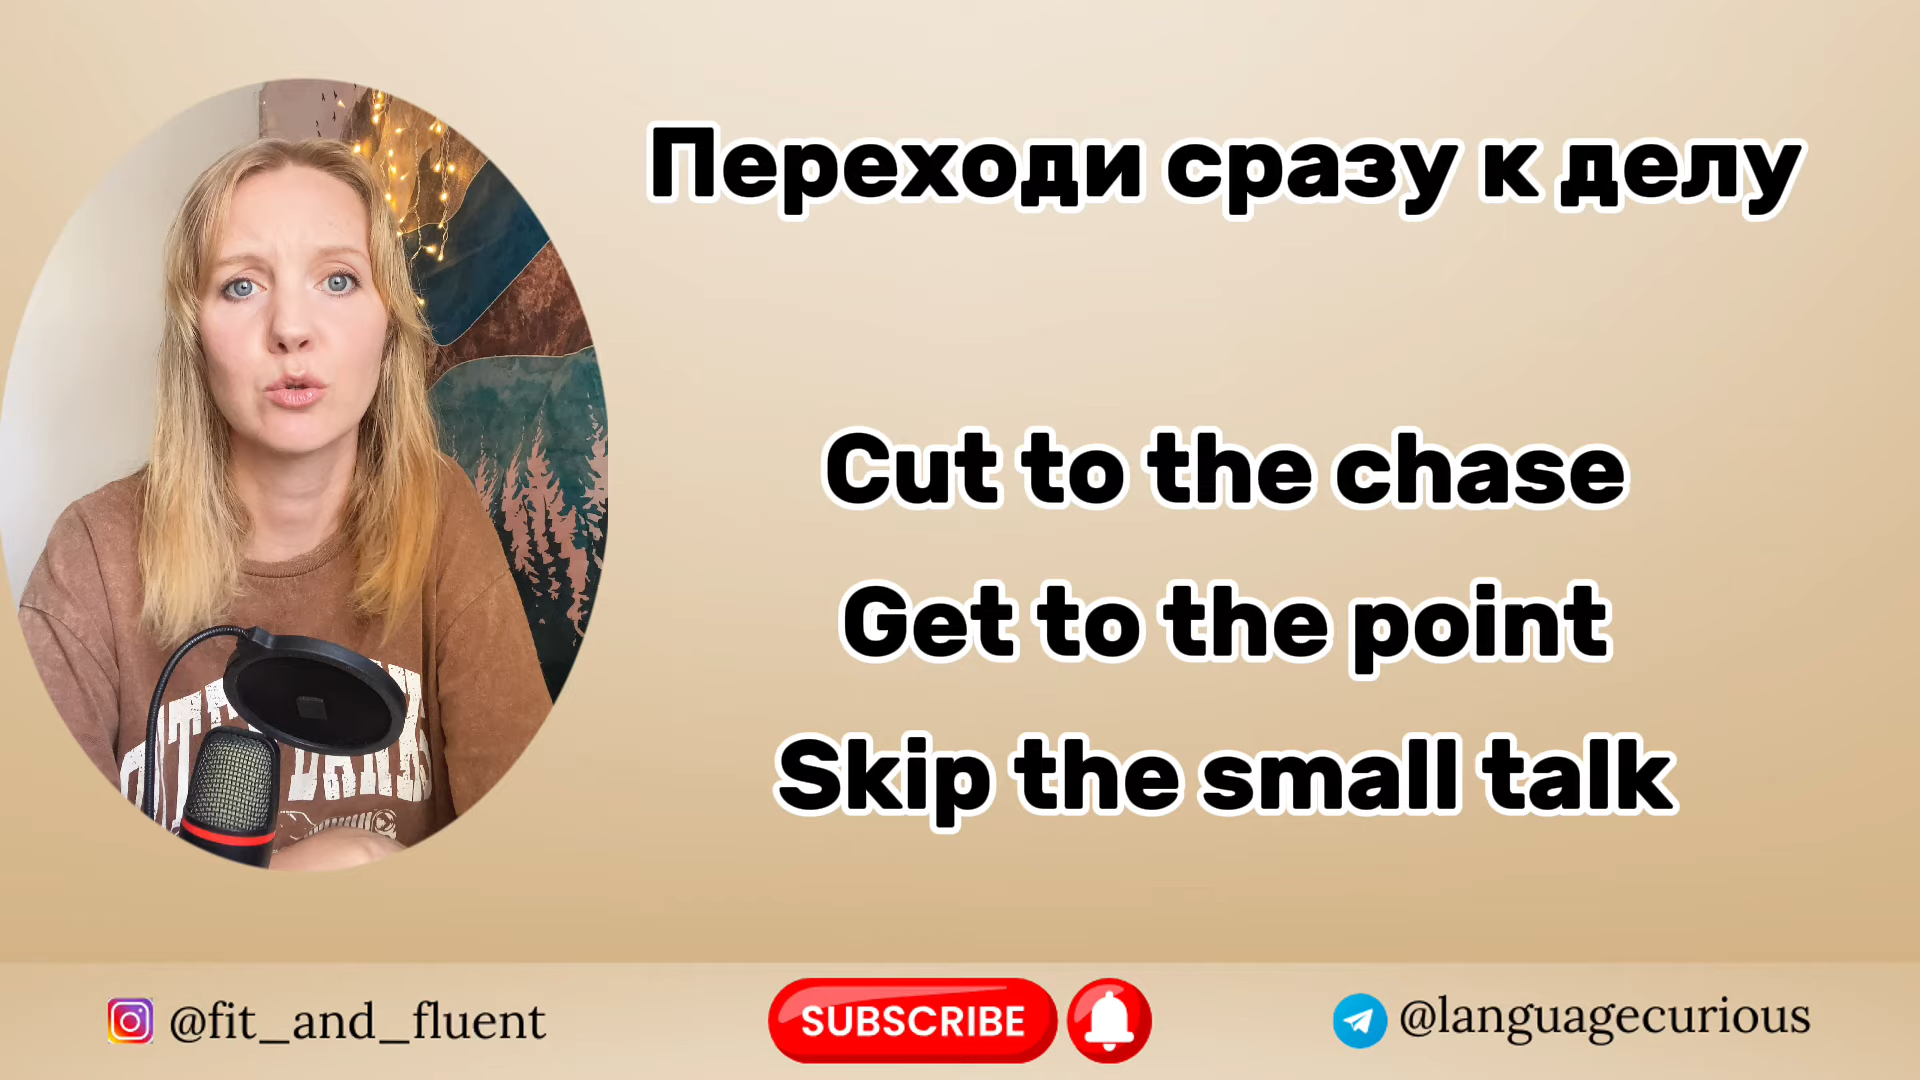 Переходи сразу к делу
Cut to the chase
Get to the point
Skip the small talk
@fit_and_fluent
SUBSCRIBE
@languagecurious